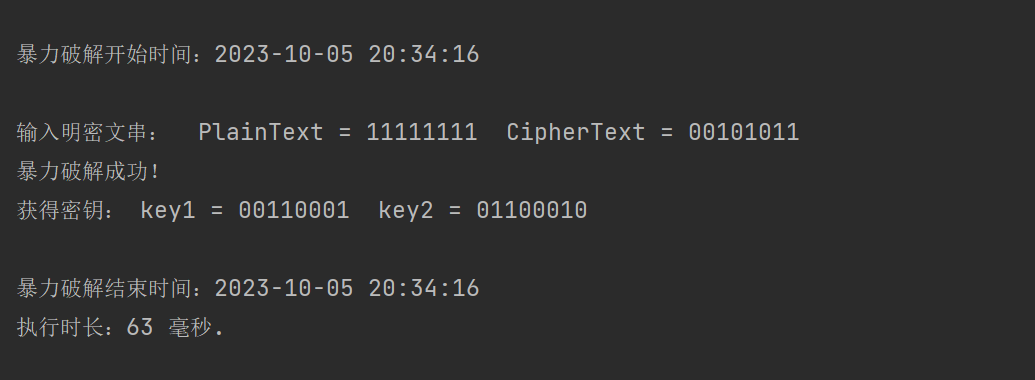 暴力破解开始时间：2023-10-05 20:34:16
输入明密文串：  PlainText = 11111111  CipherText = 00101011
暴力破解成功！
获得密钥： key1 = 00110001  key2 = 01100010
暴力破解结束时间：2023-10-05 20:34:16
执行时长：63 毫秒.